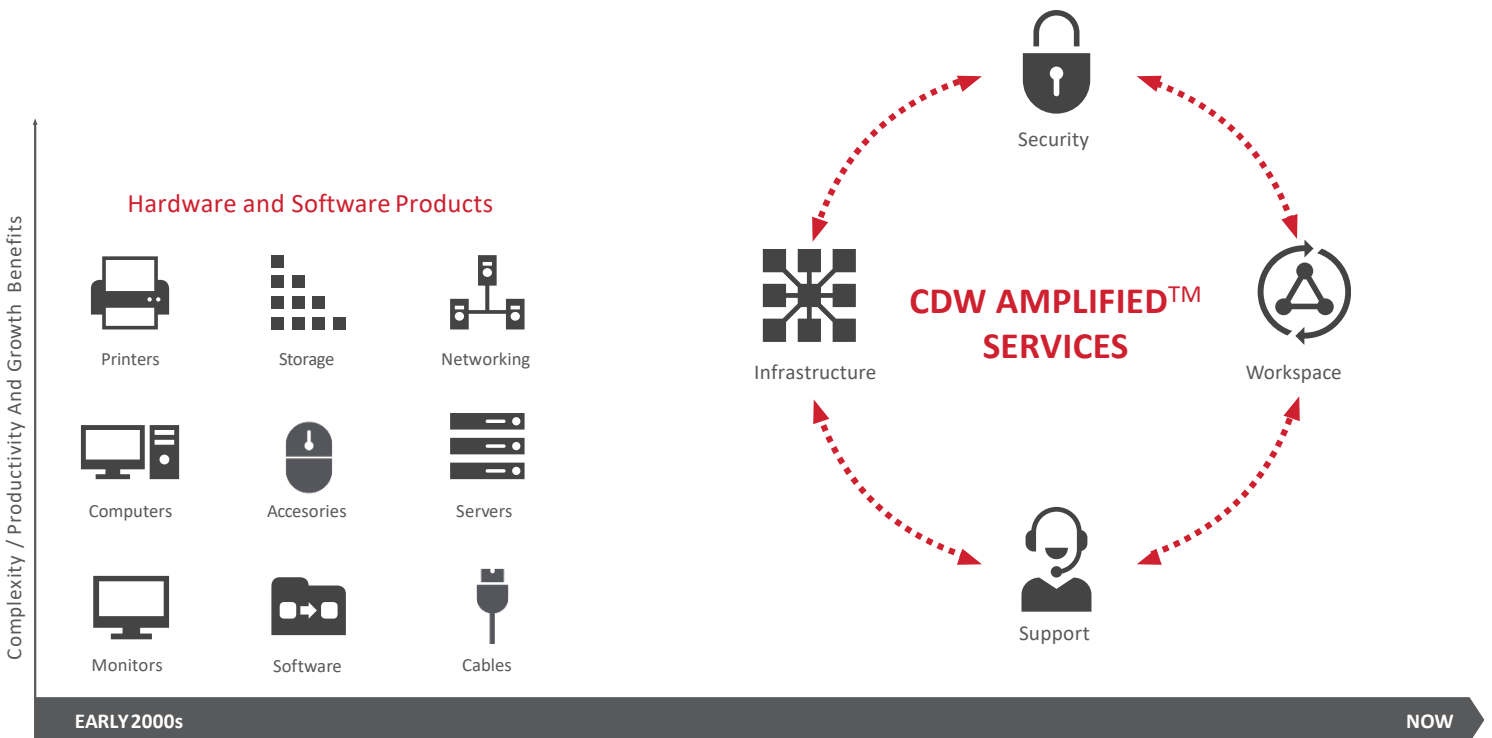 Complexity / Productivity And Growth Benefits
Hardware and Software Products
Printers
Storage
Networking
Computers
Accesories
Servers
Monitors
Software
Cables
Security
Infrastructure
CDW AMPLIFIED™
SERVICES
Workspace
Support
EARLY 2000s
NOW